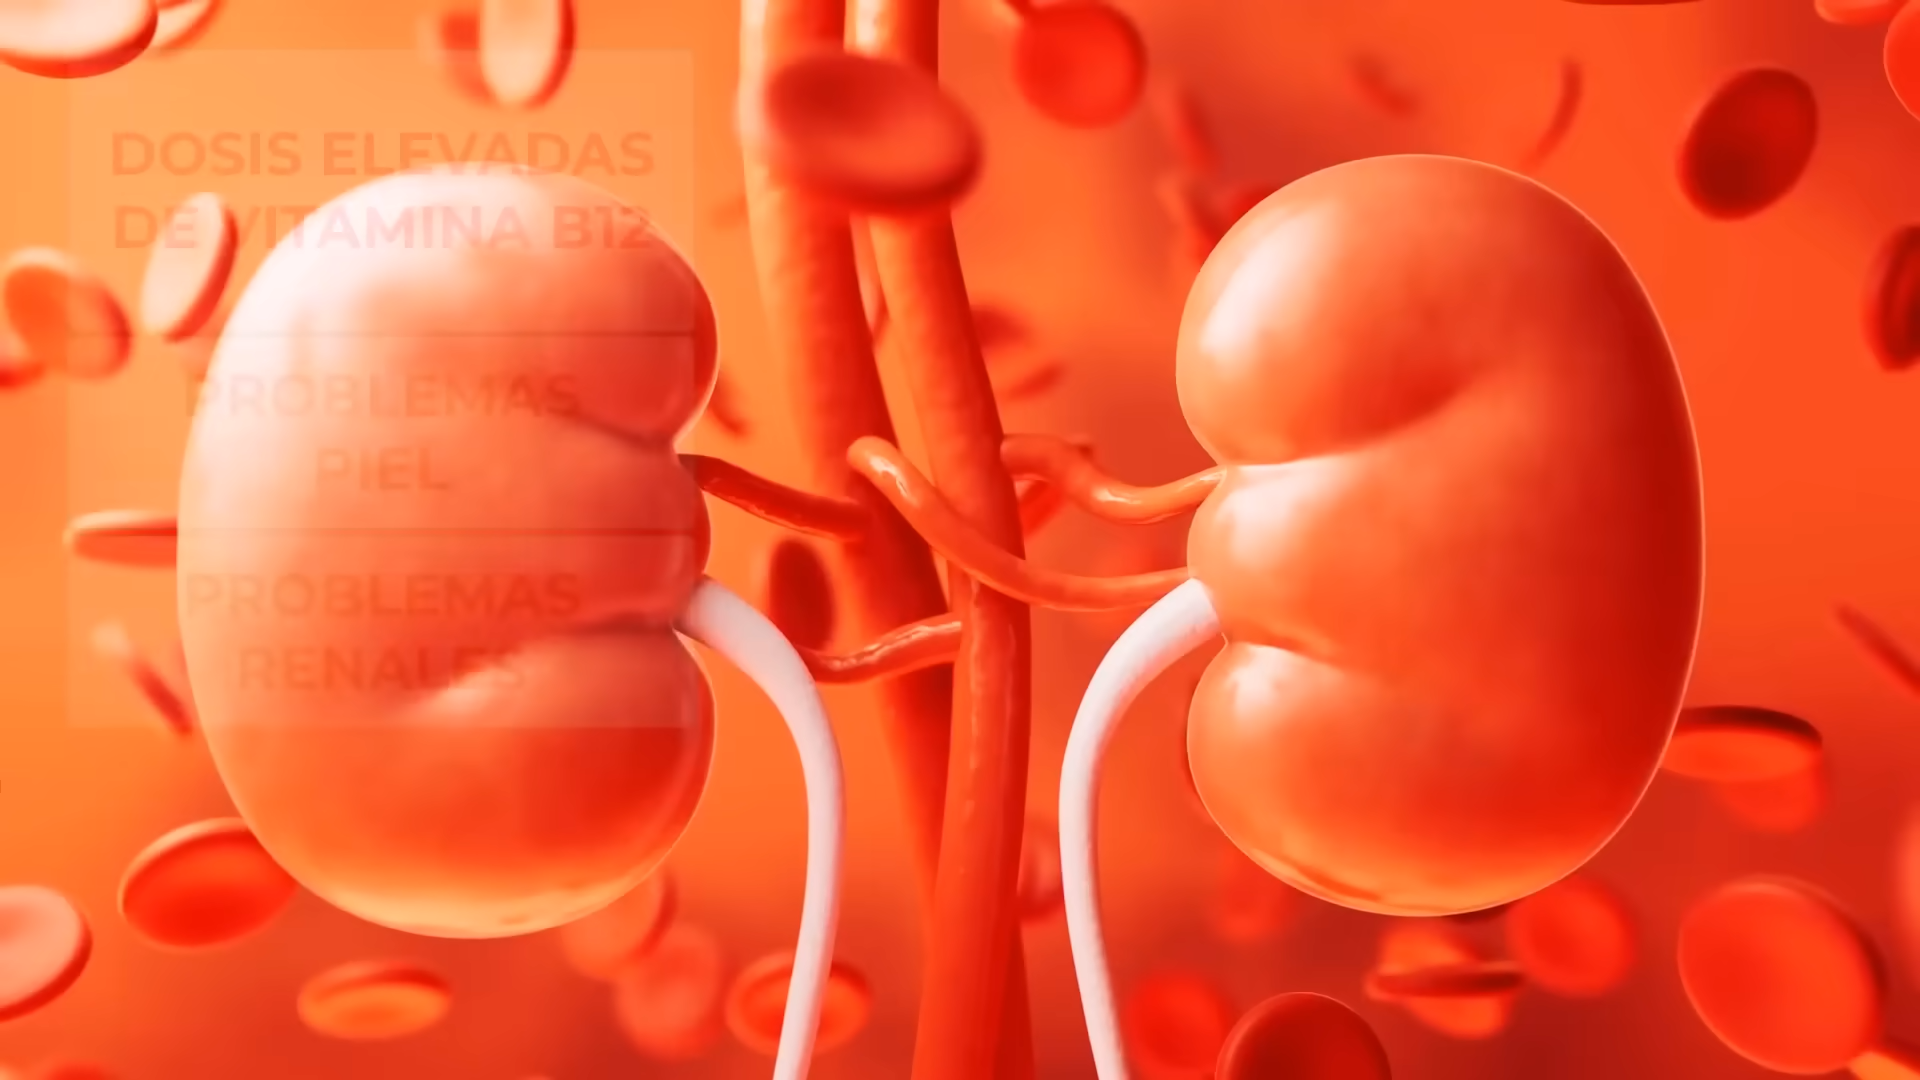 DOSIS ELEVADAS
DE VITAMINA B12
PROBLEMAS
PIEL
PROBLEMAS
RENALES